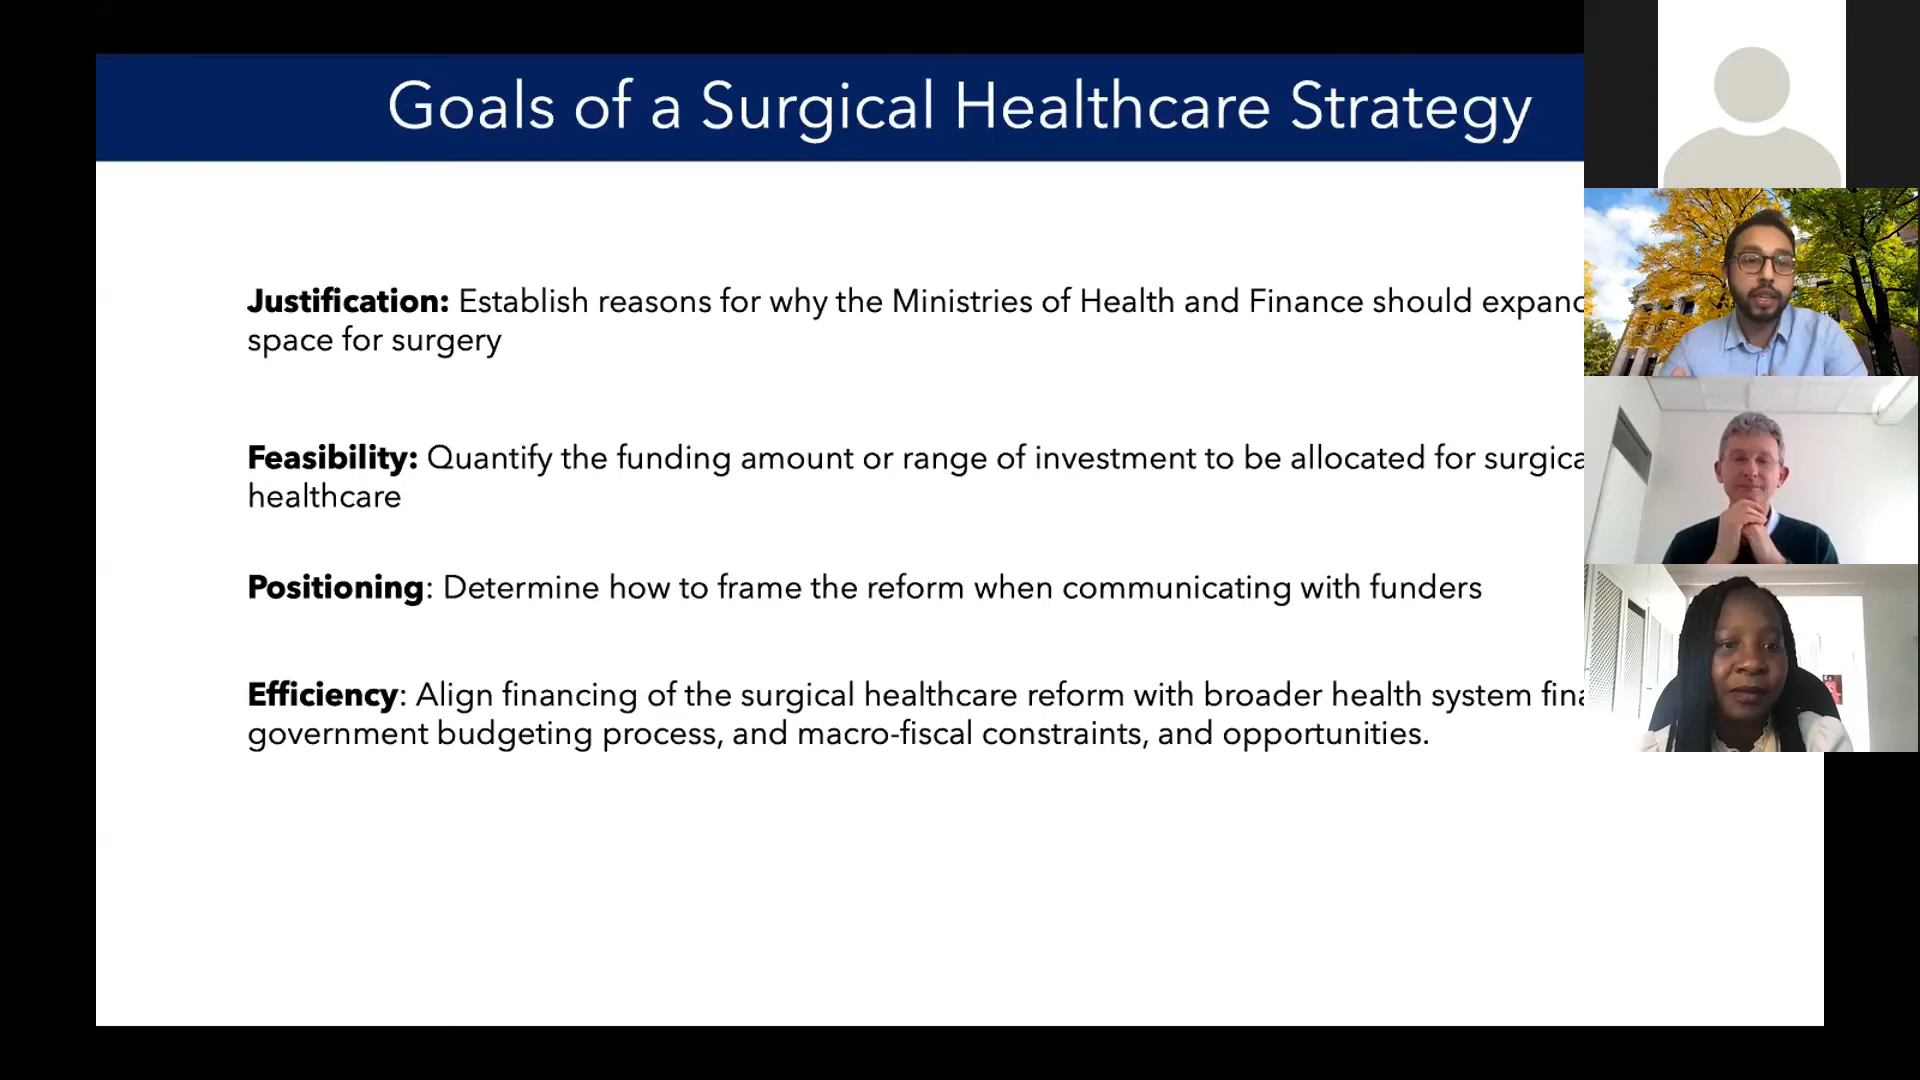 Goals of a Surgical Healthcare Strategy
Justification: Establish reasons for why the Ministries of Health and Finance should
space for surgery
Feasibility: Quantify the funding amount or range of investment to be allocated for
healthcare
Positioning: Determine how to frame the reform when communicating with funders
Efficiency: Align financing of the surgical healthcare reform with broader health system
government budgeting process, and macro-fiscal constraints, and opportunities.